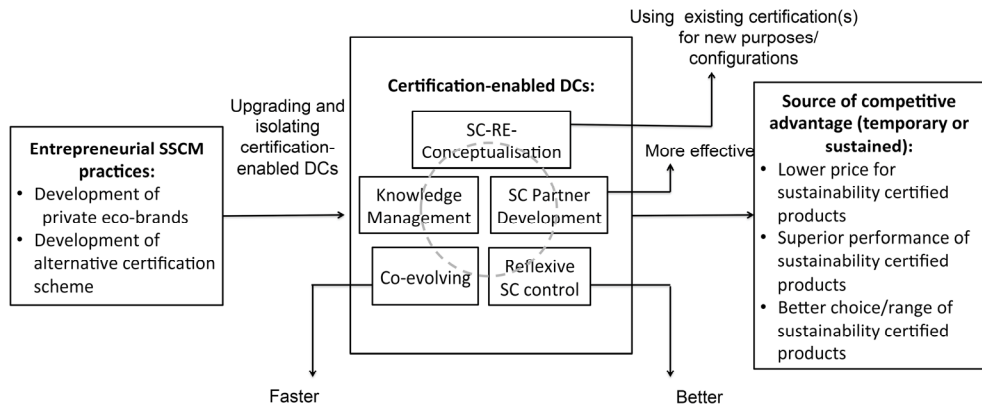 Using existing certification(s)
for new purposes/
configurations
Certification-enabled DCs:
Upgrading and
isolating
certification-
enabled DCs
Source of competitive
advantage (temporary or
sustained):
• Lower price for
sustainability certified
products
• Superior performance of
sustainability certified
products
• Better choice/range of
sustainability certified
products
SC-RE-
Conceptualisation
More effective
Entrepreneurial SSCM
practices:
• Development of
private eco-brands
• Development of
alternative certification
scheme
Knowledge
Management
SC Partner
Development
Co-evolving
Reflexive
SC control
Faster
Better